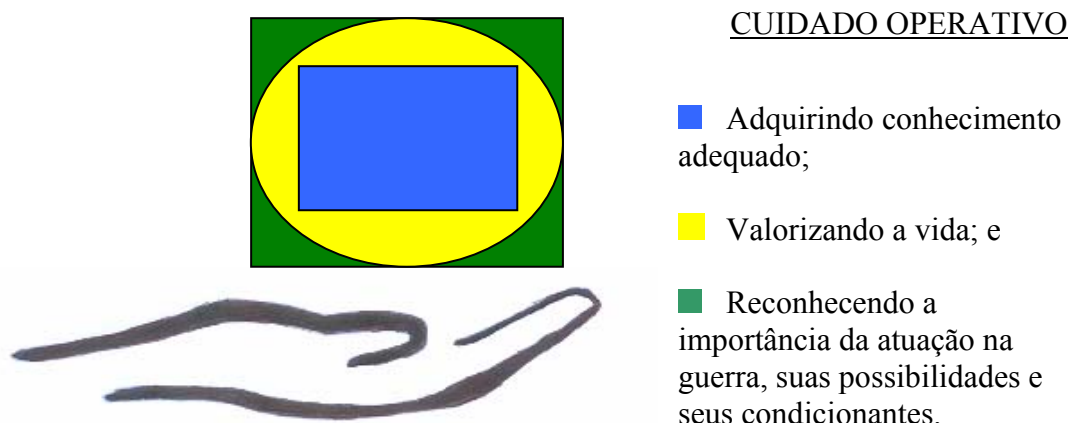 CUIDADO OPERATIVO
Adquirindo conhecimento
adequado;
Valorizando a vida; e
Reconhecendo a
importância da atuação na
guerra, suas possibilidades e
seus condicionantes.